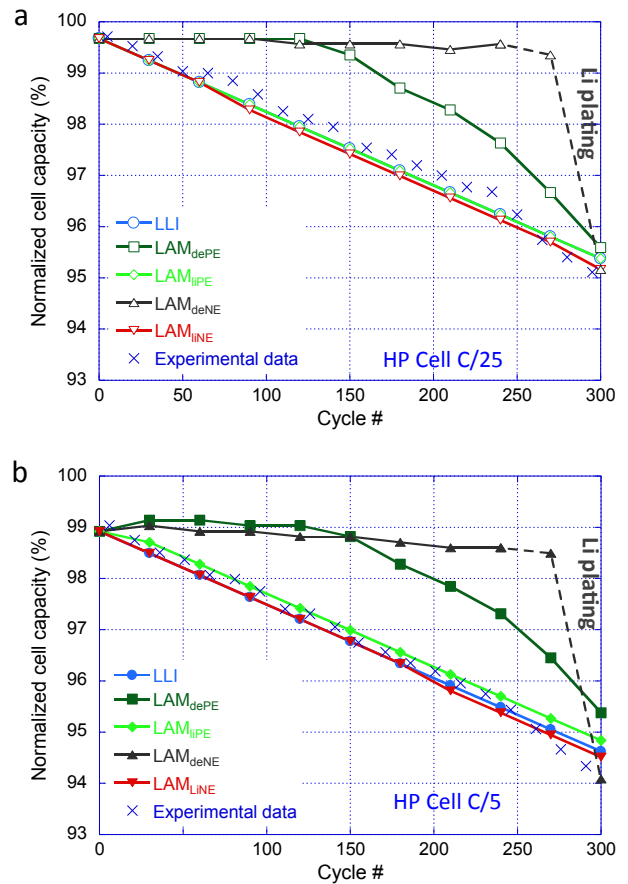 a
100
99
98
97
96
95
94
93
Normalized cell capacity (%)
LLI
LAMdePE
LAMliPE
LAMdeNE
LAMliNE
Experimental data
HP Cell C/25
Li plating
0 50 100 150 200 250 300
Cycle #
b
100
99
98
97
96
95
94
93
Normalized cell capacity (%)
LLI
LAMdePE
LAMliPE
LAMdeNE
LAMLiNE
Experimental data
HP Cell C/5
Li plating
0 50 100 150 200 250 300
Cycle #